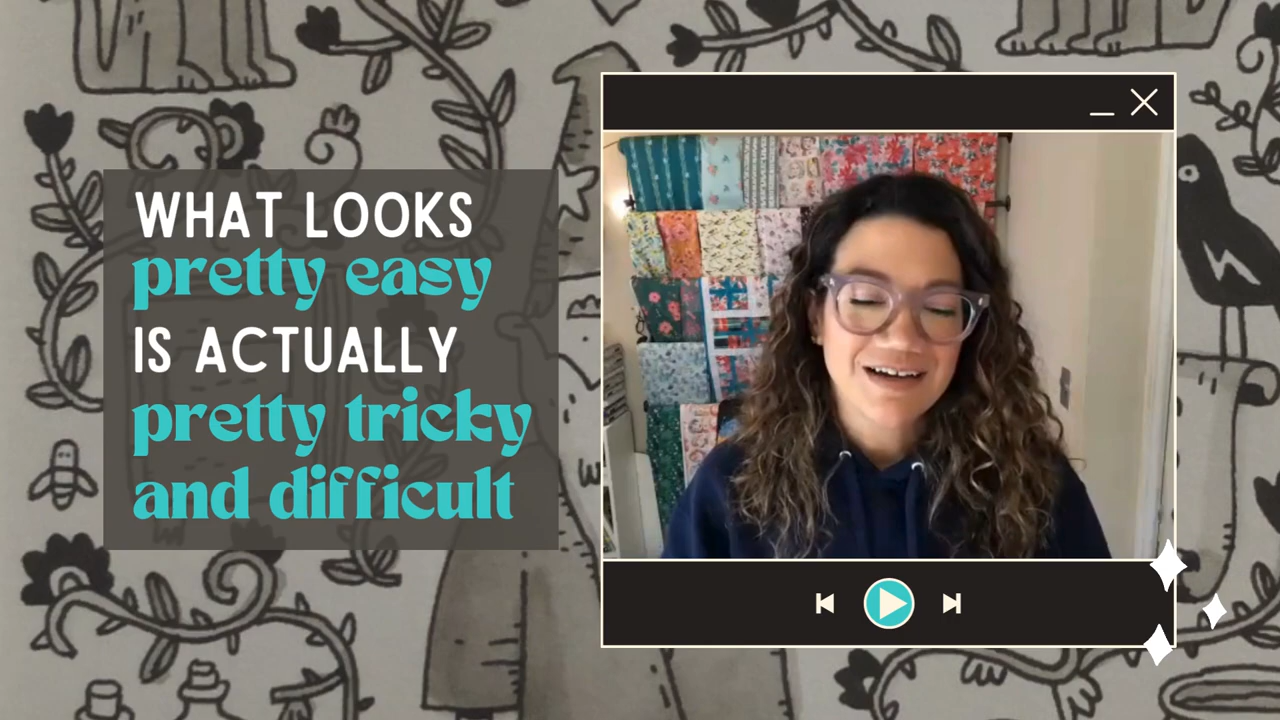 WHAT LOOKS
pretty easy
IS ACTUALLY
pretty tricky
and difficult